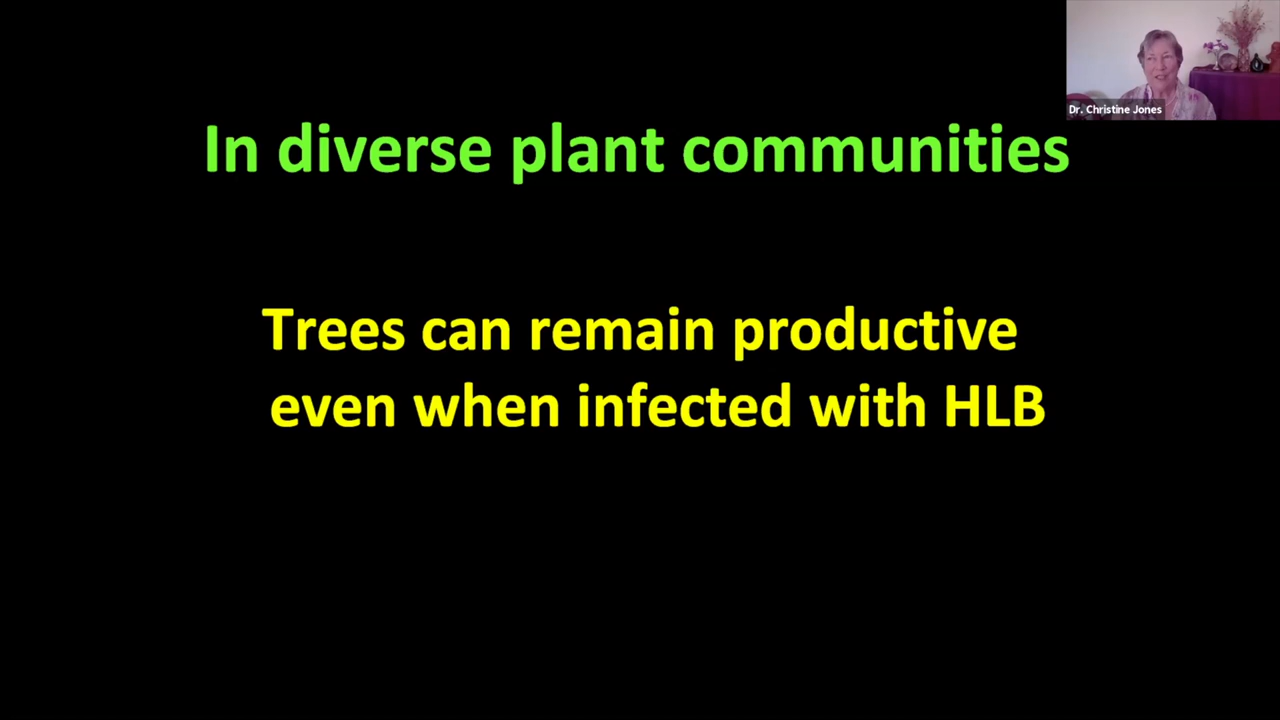 Dr. Christine Jones
In diverse plant communities
Trees can remain productive
even when infected with HLB